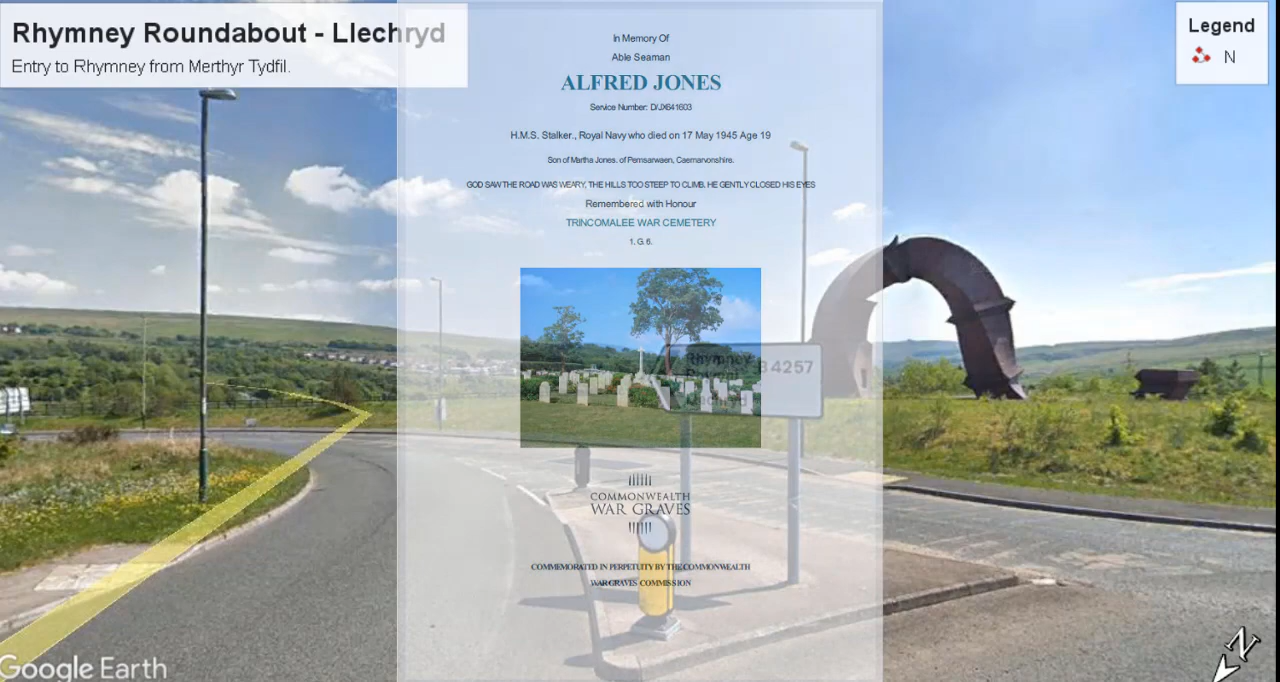 Rhymney Roundabout - Llechryd
Entry to Rhymney from Merthyr Tydfil.
Legend
N
In Memory Of
Able Seaman
ALFRED JONES
Service Number: D/JX641603
H.M.S. Stalker., Royal Navy who died on 17 May 1945 Age 19
Son of Martha Jones. of Pernsarwaen, Caernarvonshire.
GOD SAW THE ROAD WAS WEARY, THE HILLS TOO STEEP TO CLIMB. HE GENTLY CLOSED HIS EYES
Remembered with Honour
TRINCOMALEE WAR CEMETERY
1. G. 6.
Rhymney
B4257
COMMONWEALTH
WAR GRAVES
COMMEMORATED IN PERPETUITY BY THE COMMONWEALTH
WAR GRAVES COMMISSION
Google Earth
N